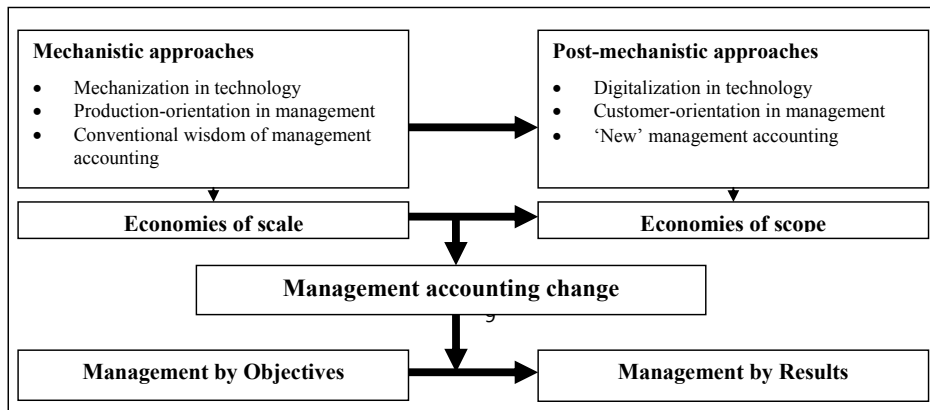 Mechanistic approaches
• Mechanization in technology
• Production-orientation in management
• Conventional wisdom of management
accounting
Post-mechanistic approaches
• Digitalization in technology
• Customer-orientation in management
• ‘New’ management accounting
Economies of scale
Economies of scope
Management accounting change
9
Management by Objectives
Management by Results